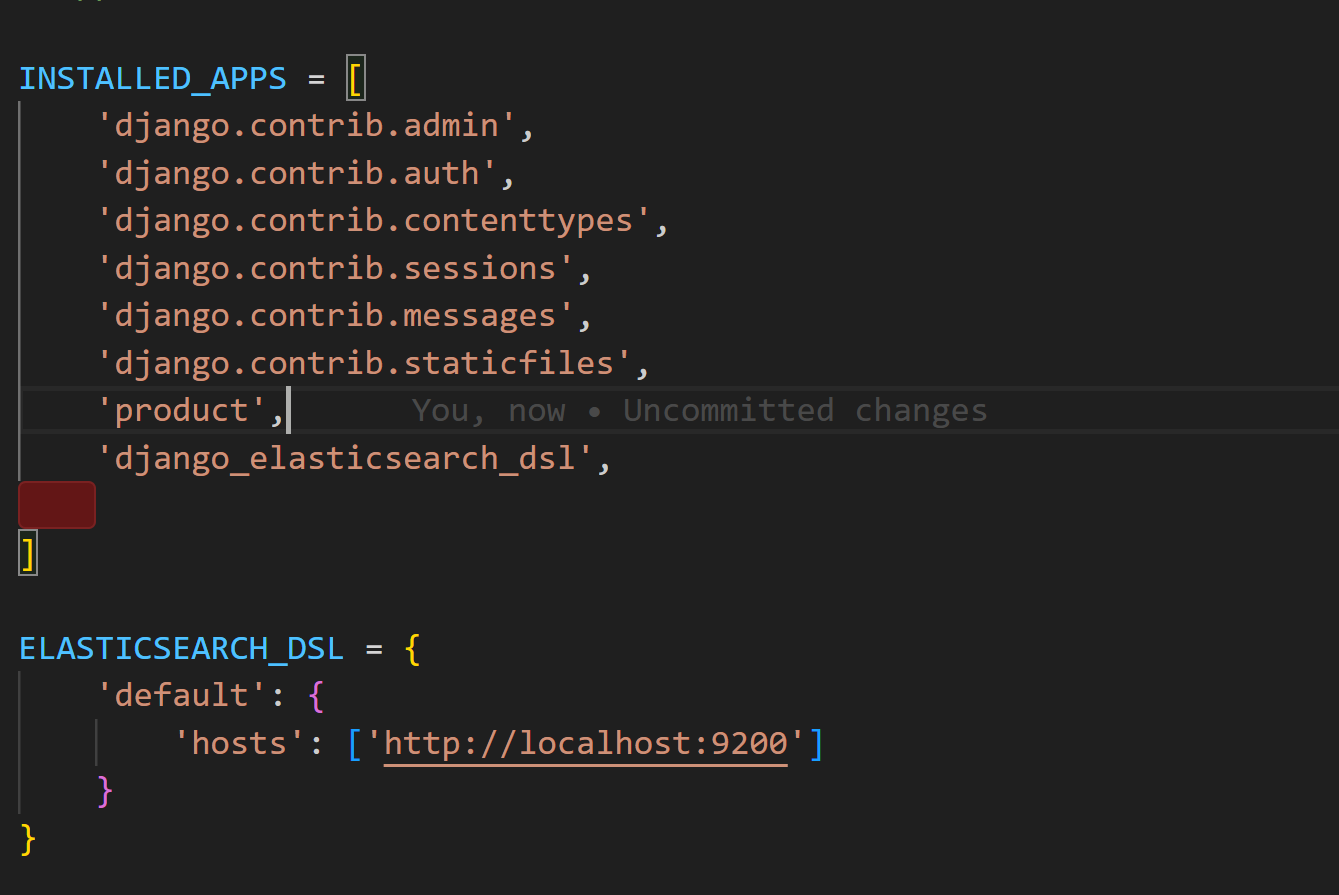 INSTALLED_APPS = [
    'django.contrib.admin',
    'django.contrib.auth',
    'django.contrib.contenttypes',
    'django.contrib.sessions',
    'django.contrib.messages',
    'django.contrib.staticfiles',
    'product',      You, now • Uncommitted changes
    'django_elasticsearch_dsl',
]
ELASTICSEARCH_DSL = {
    'default': {
        'hosts': ['http://localhost:9200']
    }
}